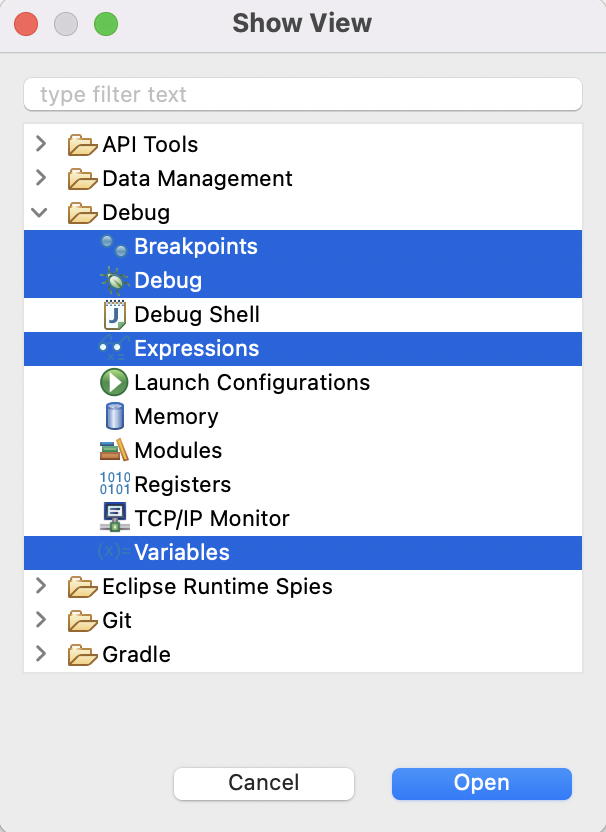 Show View
type filter text
API Tools
Data Management
Debug
Breakpoints
Debug
Debug Shell
Expressions
Launch Configurations
Memory
Modules
1010
0101 Registers
TCP/IP Monitor
(x)= Variables
Eclipse Runtime Spies
Git
Gradle
Cancel Open